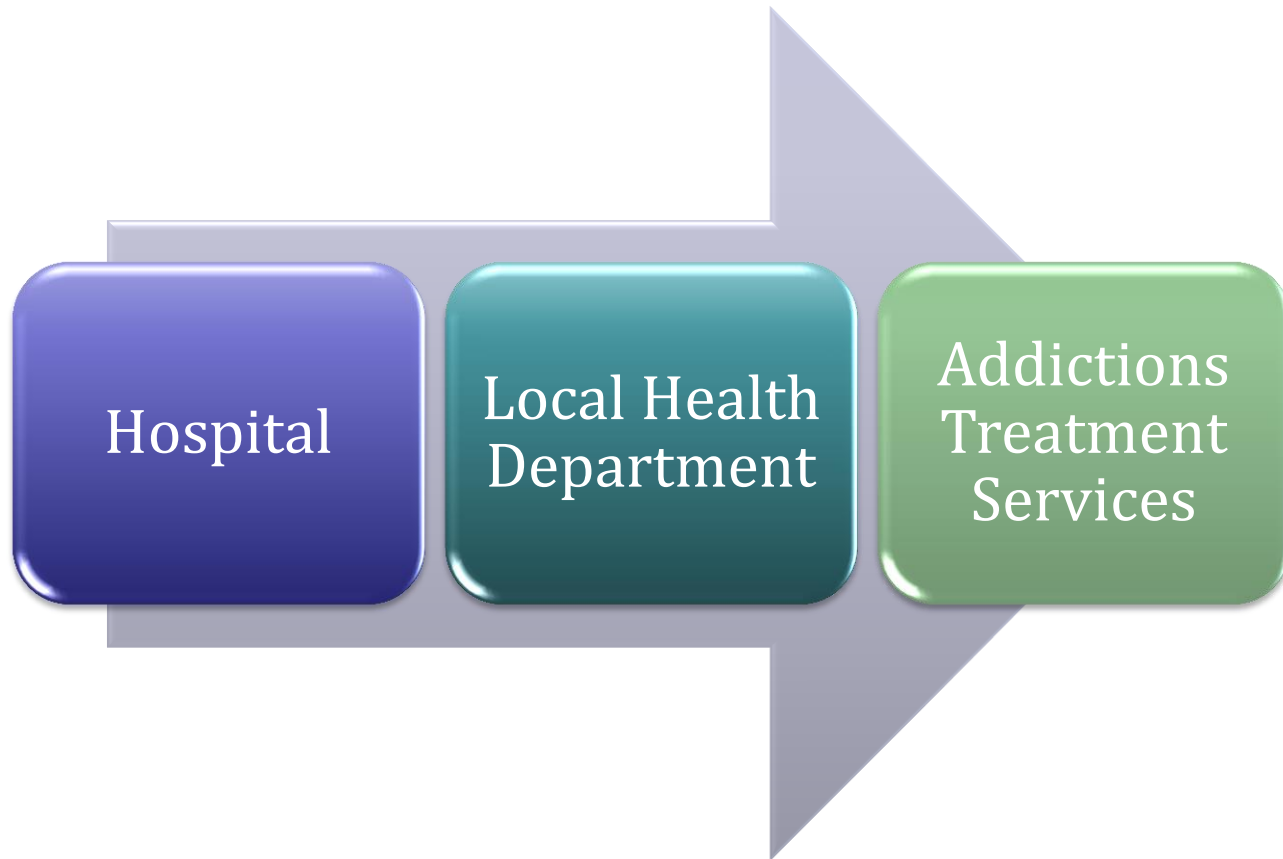 Hospital
Local Health
Department
Addictions
Treatment
Services